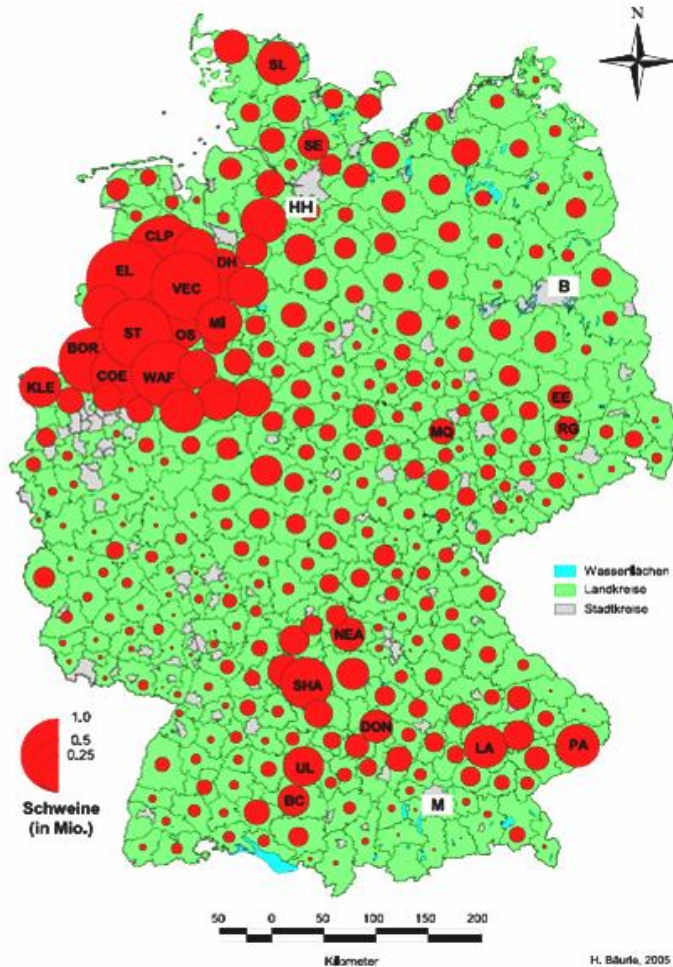 N
SL
SE
HH
CLP
EL
DH
VEC
B
ST
OS
MI
BOR
COE
WAF
KLE
EE
MQ
RG
Wasserflächen
Landkreise
Stadtkreise
NEA
SHA
1.0
0.5
0.25
DON
LA
PA
UL
Schweine
(in Mio.)
BC
M
50 0 50 100 150 200
Kilometer
H. Bäurle, 2005